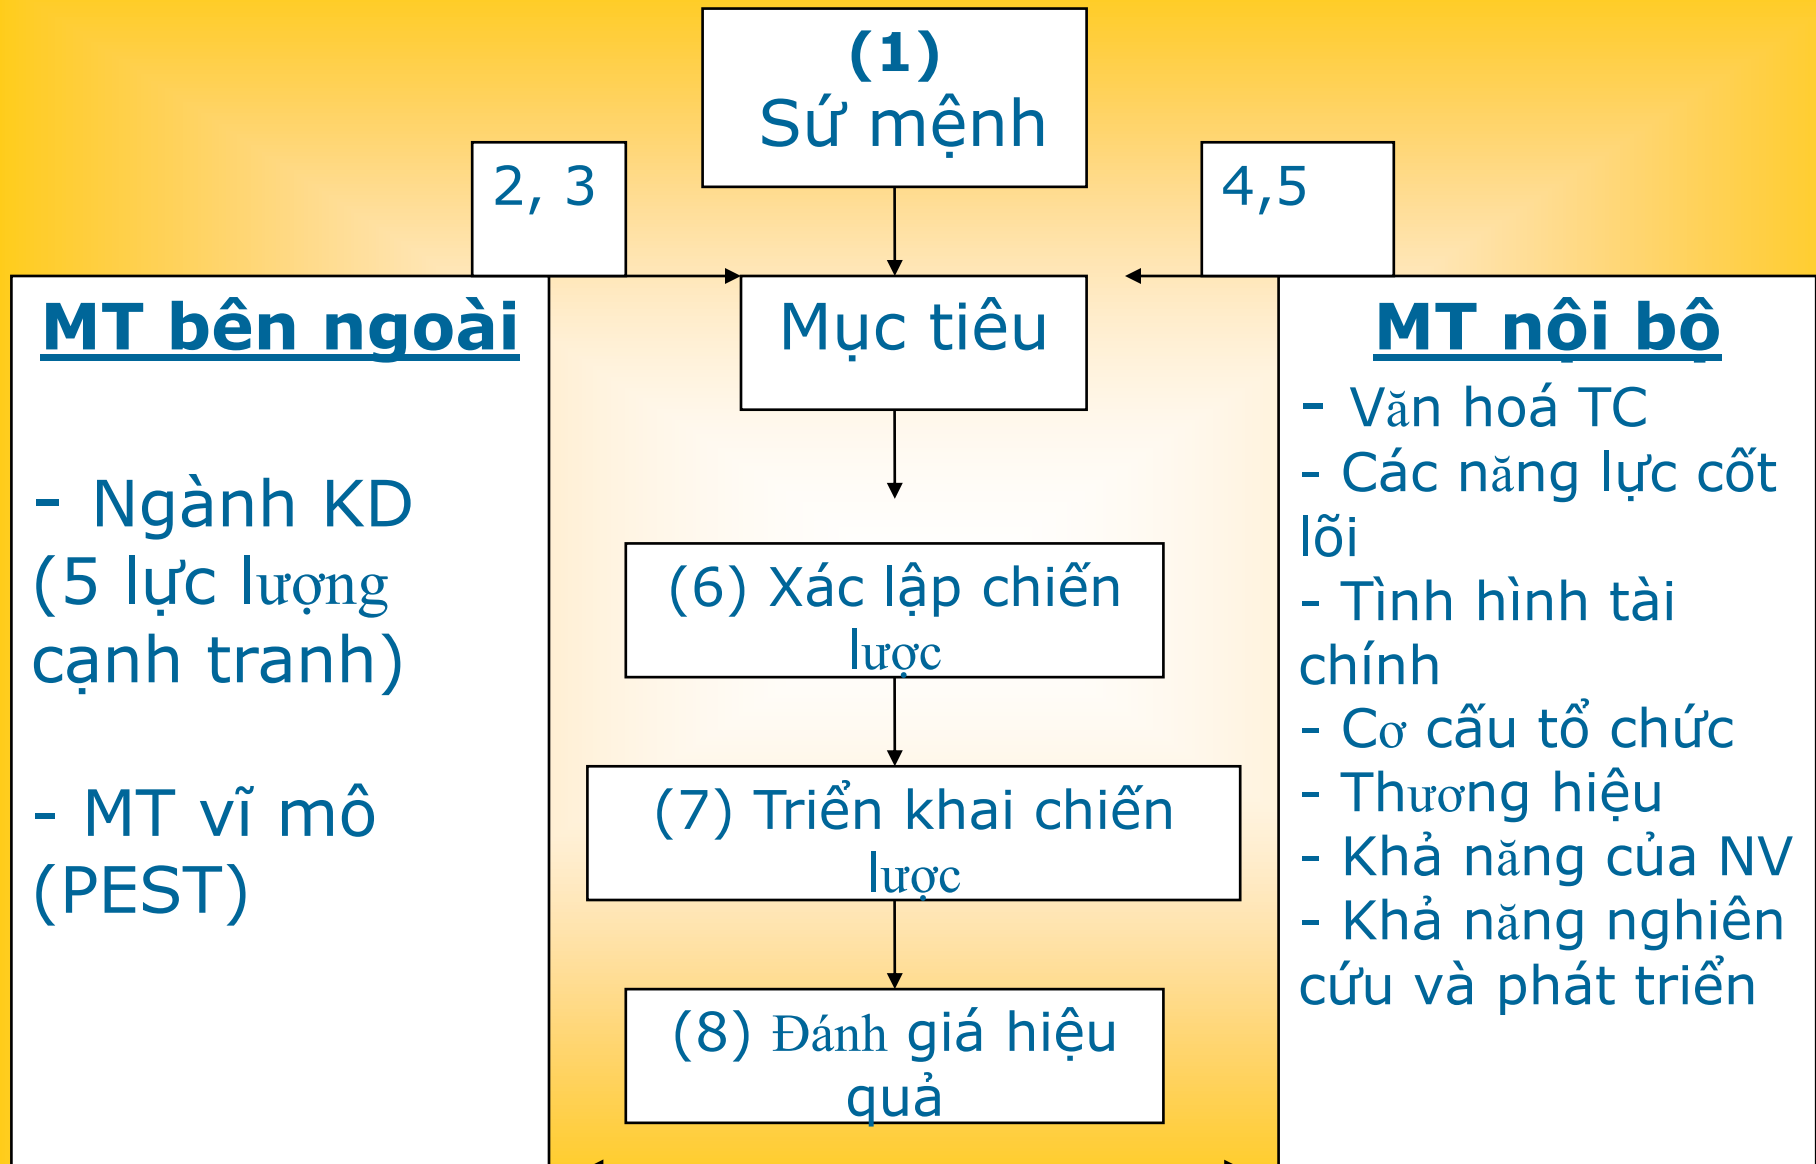 (1)
Sứ mệnh
2, 3
4,5
MT bên ngoài
- Ngành KD
(5 lực lượng
cạnh tranh)
- MT vĩ mô
(PEST)
Mục tiêu
(6) Xác lập chiến
lược
(7) Triển khai chiến
lược
(8) Đánh giá hiệu
quả
MT nội bộ
- Văn hoá TC
- Các năng lực cốt
lõi
- Tình hình tài
chính
- Cơ cấu tổ chức
- Thương hiệu
- Khả năng của NV
- Khả năng nghiên
cứu và phát triển